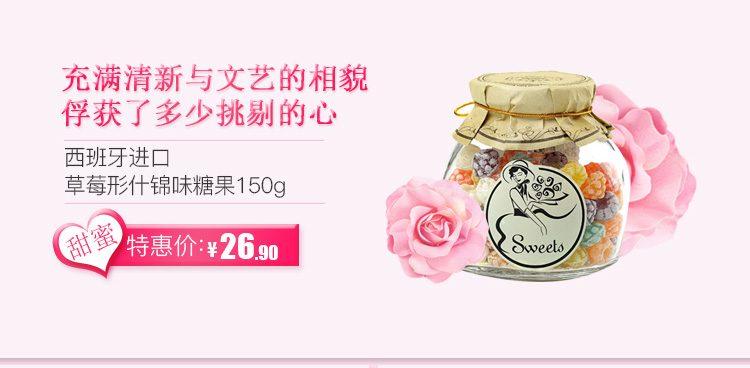 充满清新与文艺的相貌
俘获了多少挑剔的心
西班牙进口
草莓形什锦味糖果150g
甜蜜 特惠价:¥26.90
Sweets